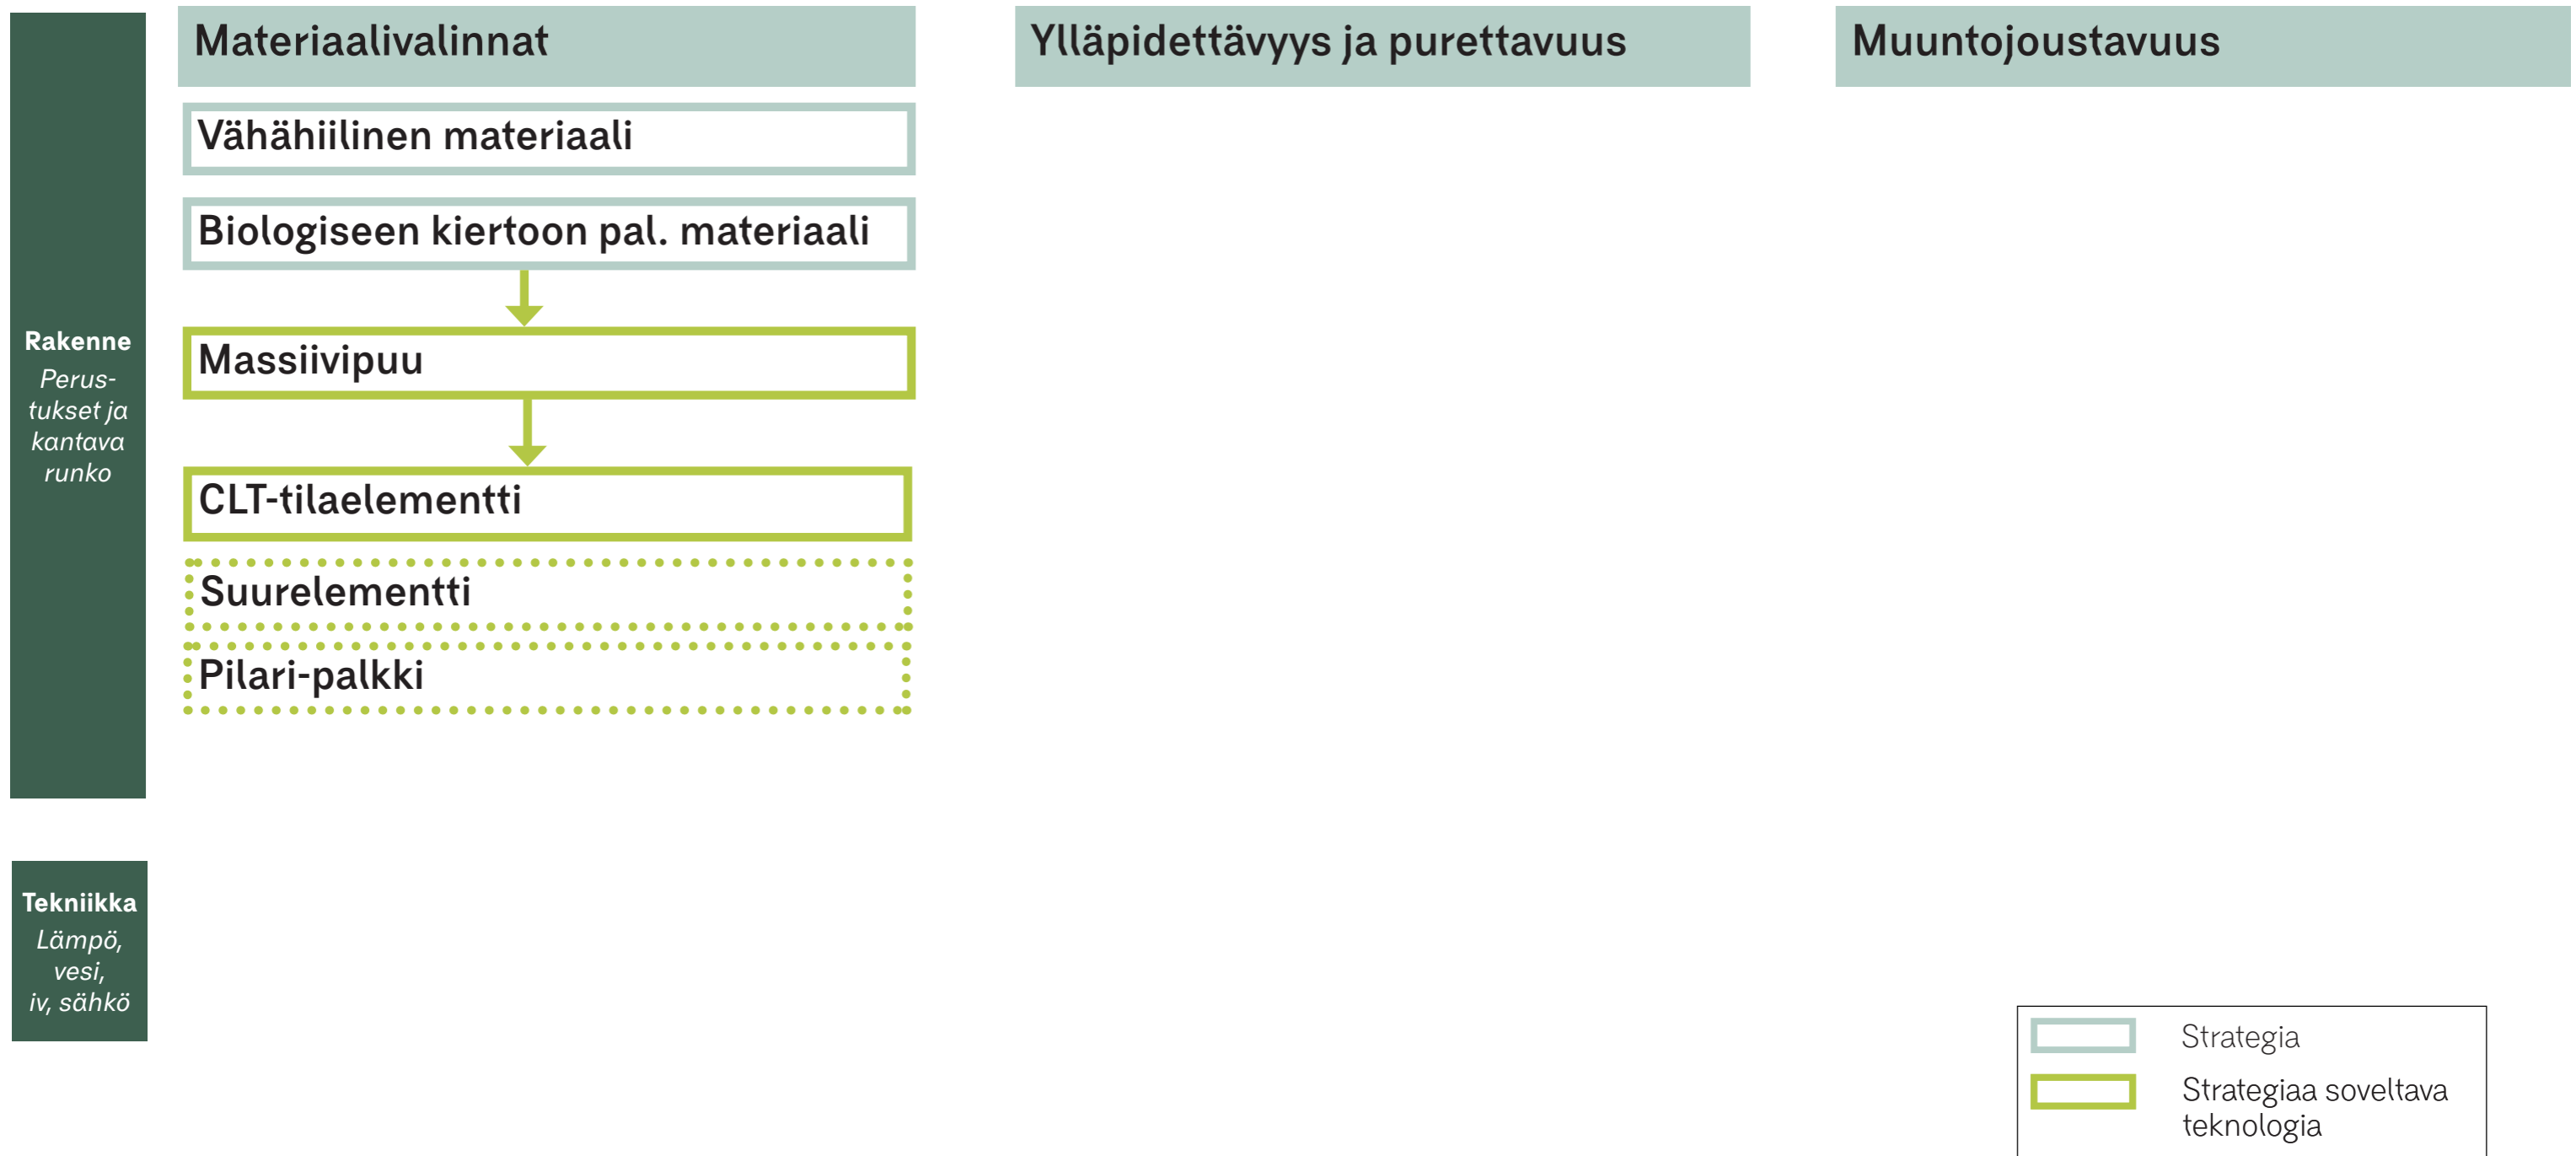 Materiaalivalinnat
Ylläpidettävyys ja purettavuus
Muuntojoustavuus
Rakenne
Perus-
tukset ja
kantava
runko
Vähähiilinen materiaali
Biologiseen kiertoon pal. materiaali
Massiivipuu
CLT-tilaelementti
Suurelementti
Pilari-palkki
Tekniikka
Lämpö,
vesi,
iv, sähkö
Strategia
Strategiaa soveltava
teknologia